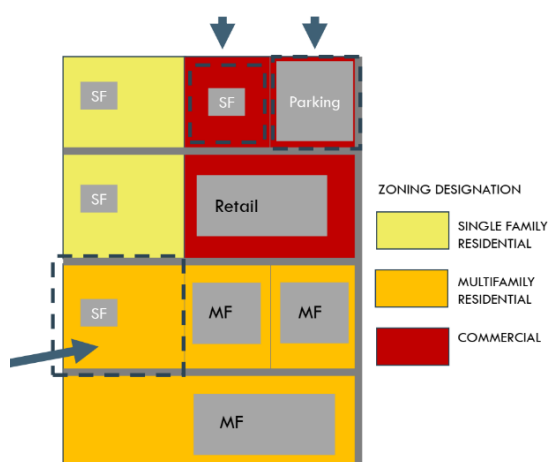 SF
SF
Parking
SF
Retail
ZONING DESIGNATION
SINGLE FAMILY
RESIDENTIAL
SF
MF
MF
MULTIFAMILY
RESIDENTIAL
COMMERCIAL
MF